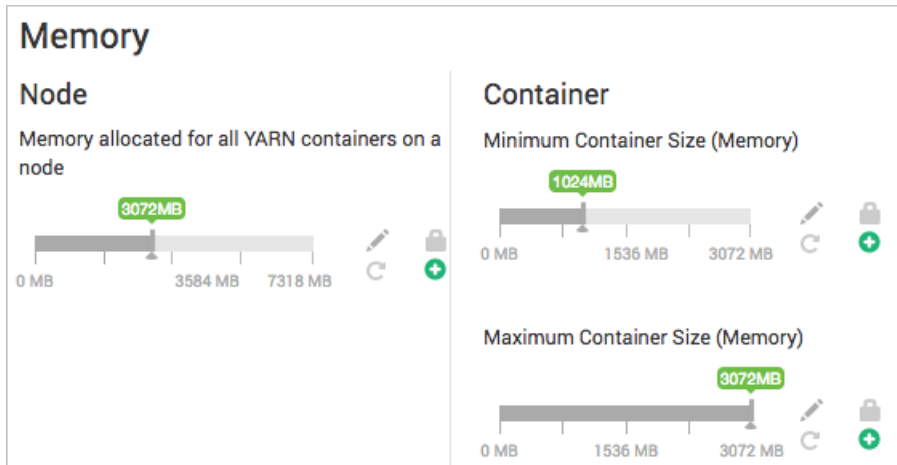 Memory
Node
Memory allocated for all YARN containers on a
node
3072MB
0 MB 3584 MB 7318 MB
Container
Minimum Container Size (Memory)
1024MB
0 MB 1536 MB 3072 MB
Maximum Container Size (Memory)
3072MB
0 MB 1536 MB 3072 MB